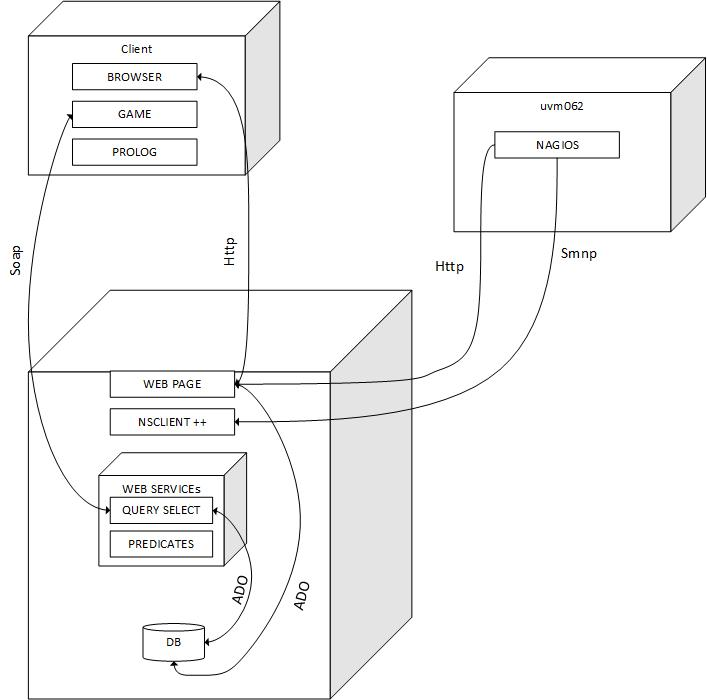 Client
BROWSER
GAME
PROLOG
uvm062
NAGIOS
Soap
Http
Http
Smnp
WEB PAGE
NSCLIENT ++
WEB SERVICEs
QUERY SELECT
PREDICATES
ADO
ADO
DB